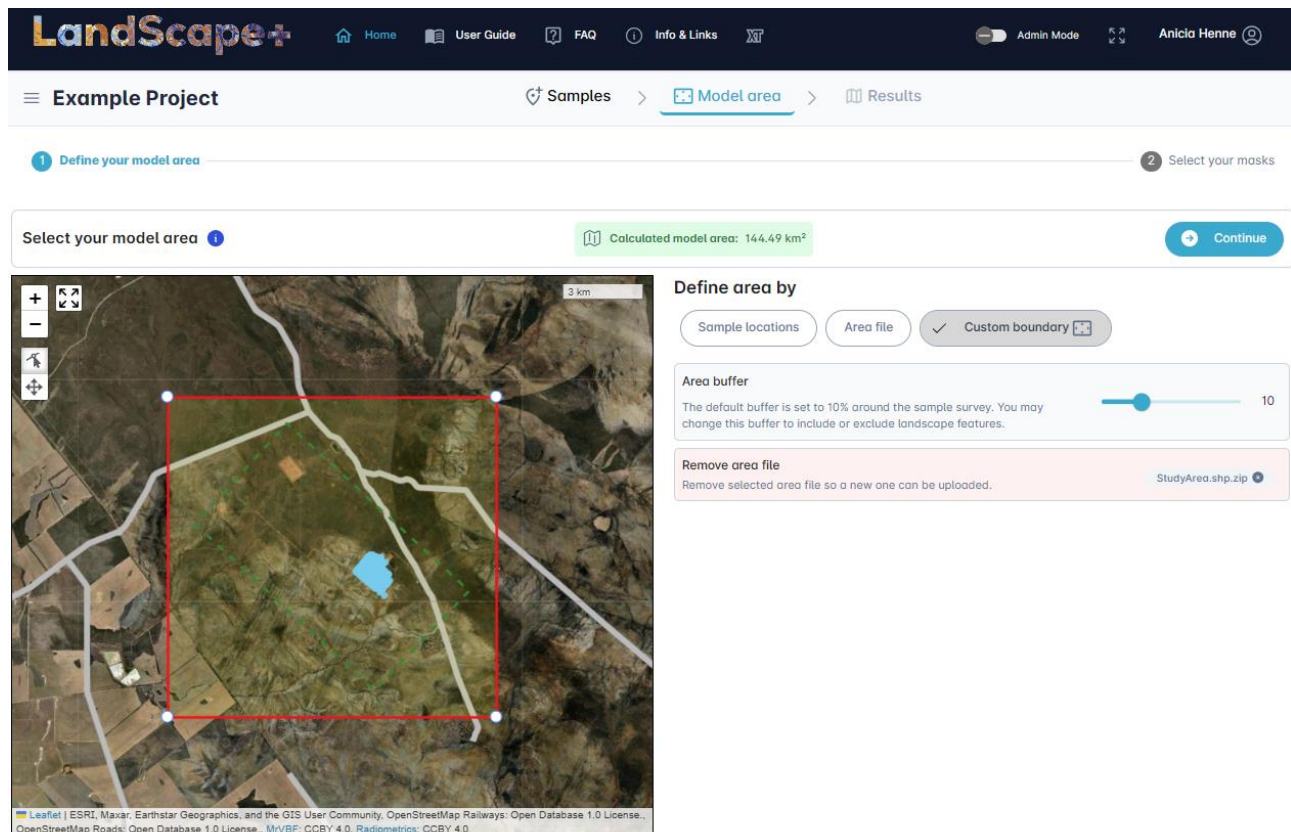 LandScape+
Home
User Guide
FAQ
Info & Links
Admin Mode
Anicia Henne
Example Project
Samples
Model area
Results
1 Define your model area
2 Select your masks
Select your model area
Calculated model area: 144.49 km²
Continue
+
−
3 km
Define area by
Sample locations
Area file
Custom boundary
Area buffer
The default buffer is set to 10% around the sample survey. You may
change this buffer to include or exclude landscape features.
10
Remove area file
Remove selected area file so a new one can be uploaded.
StudyArea.shp.zip
Leaflet | ESRI, Maxar, Earthstar Geographics, and the GIS User Community, OpenStreetMap Railways: Open Database 1.0 License.,
OpenStreetMap Roads: Open Database 1.0 License., MrVBF: CCBY 4.0, Radiometrics: CCBY 4.0